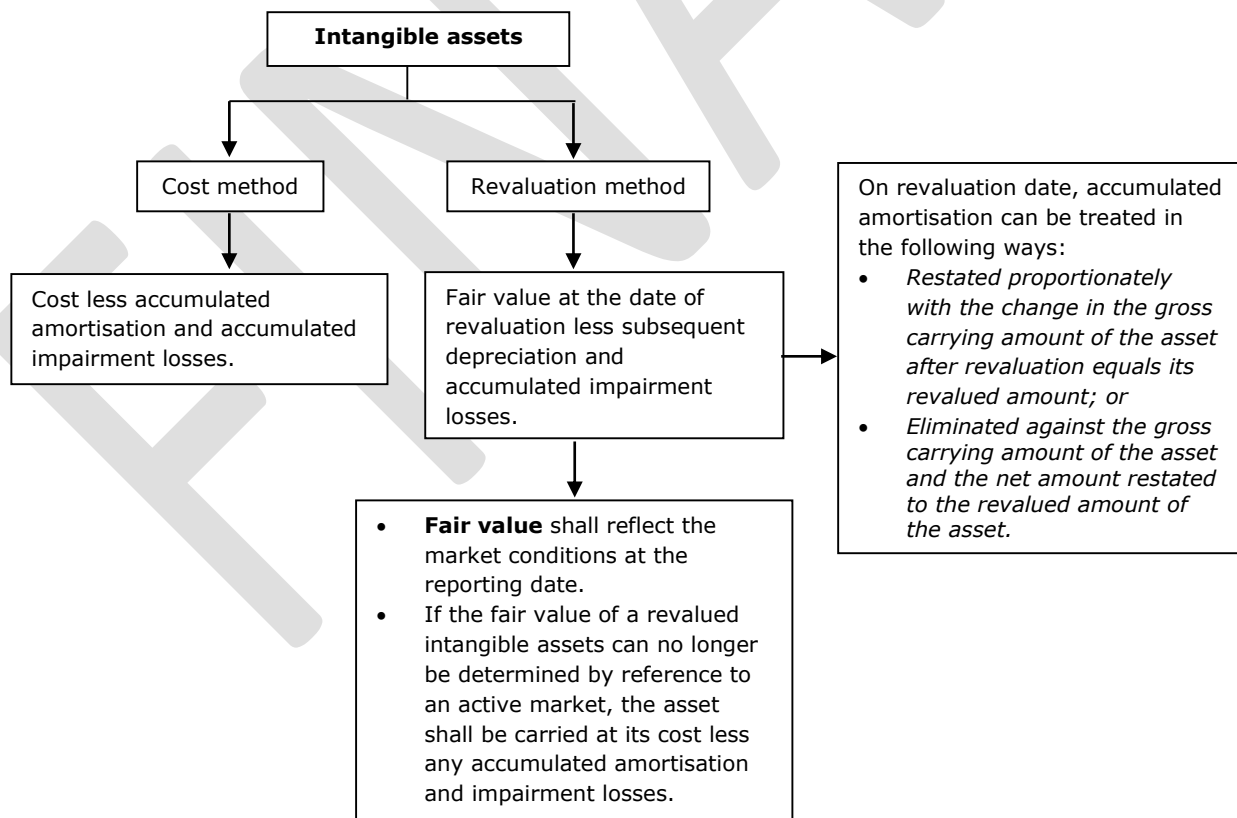 Intangible assets
Cost method
Revaluation method
Cost less accumulated
amortisation and accumulated
impairment losses.
Fair value at the date of
revaluation less subsequent
depreciation and
accumulated impairment
losses.
On revaluation date, accumulated
amortisation can be treated in
the following ways:
• Restated proportionately
with the change in the gross
carrying amount of the asset
after revaluation equals its
revalued amount; or
• Eliminated against the gross
carrying amount of the asset
and the net amount restated
to the revalued amount of
the asset.
• Fair value shall reflect the
market conditions at the
reporting date.
• If the fair value of a revalued
intangible assets can no longer
be determined by reference to
an active market, the asset
shall be carried at its cost less
any accumulated amortisation
and impairment losses.